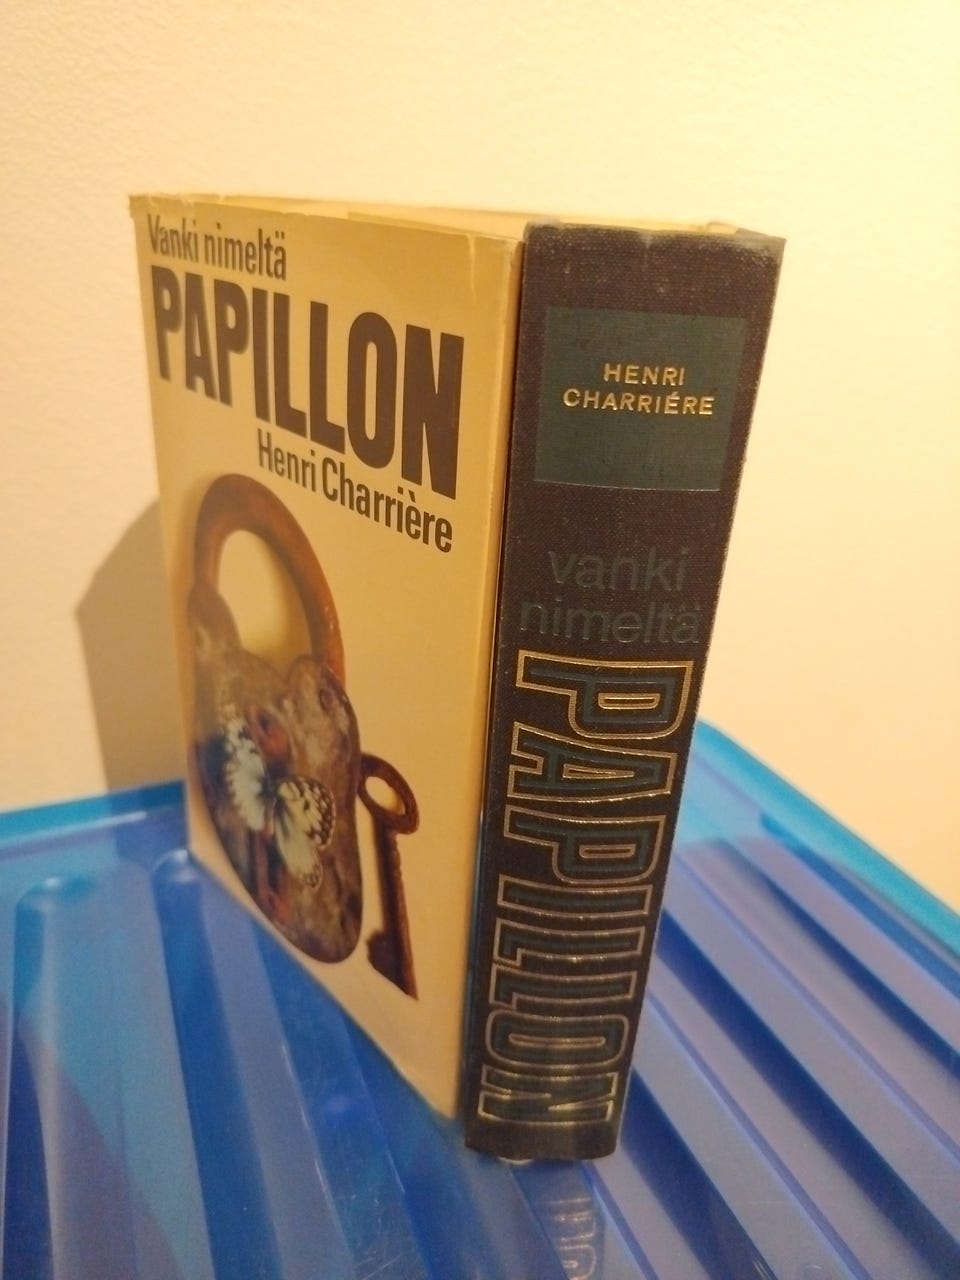 Vanki nimeltä
PAPILLON
Henri Charrière
HENRI
CHARRIÉRE
vanki
nimeltä
PAPILLON